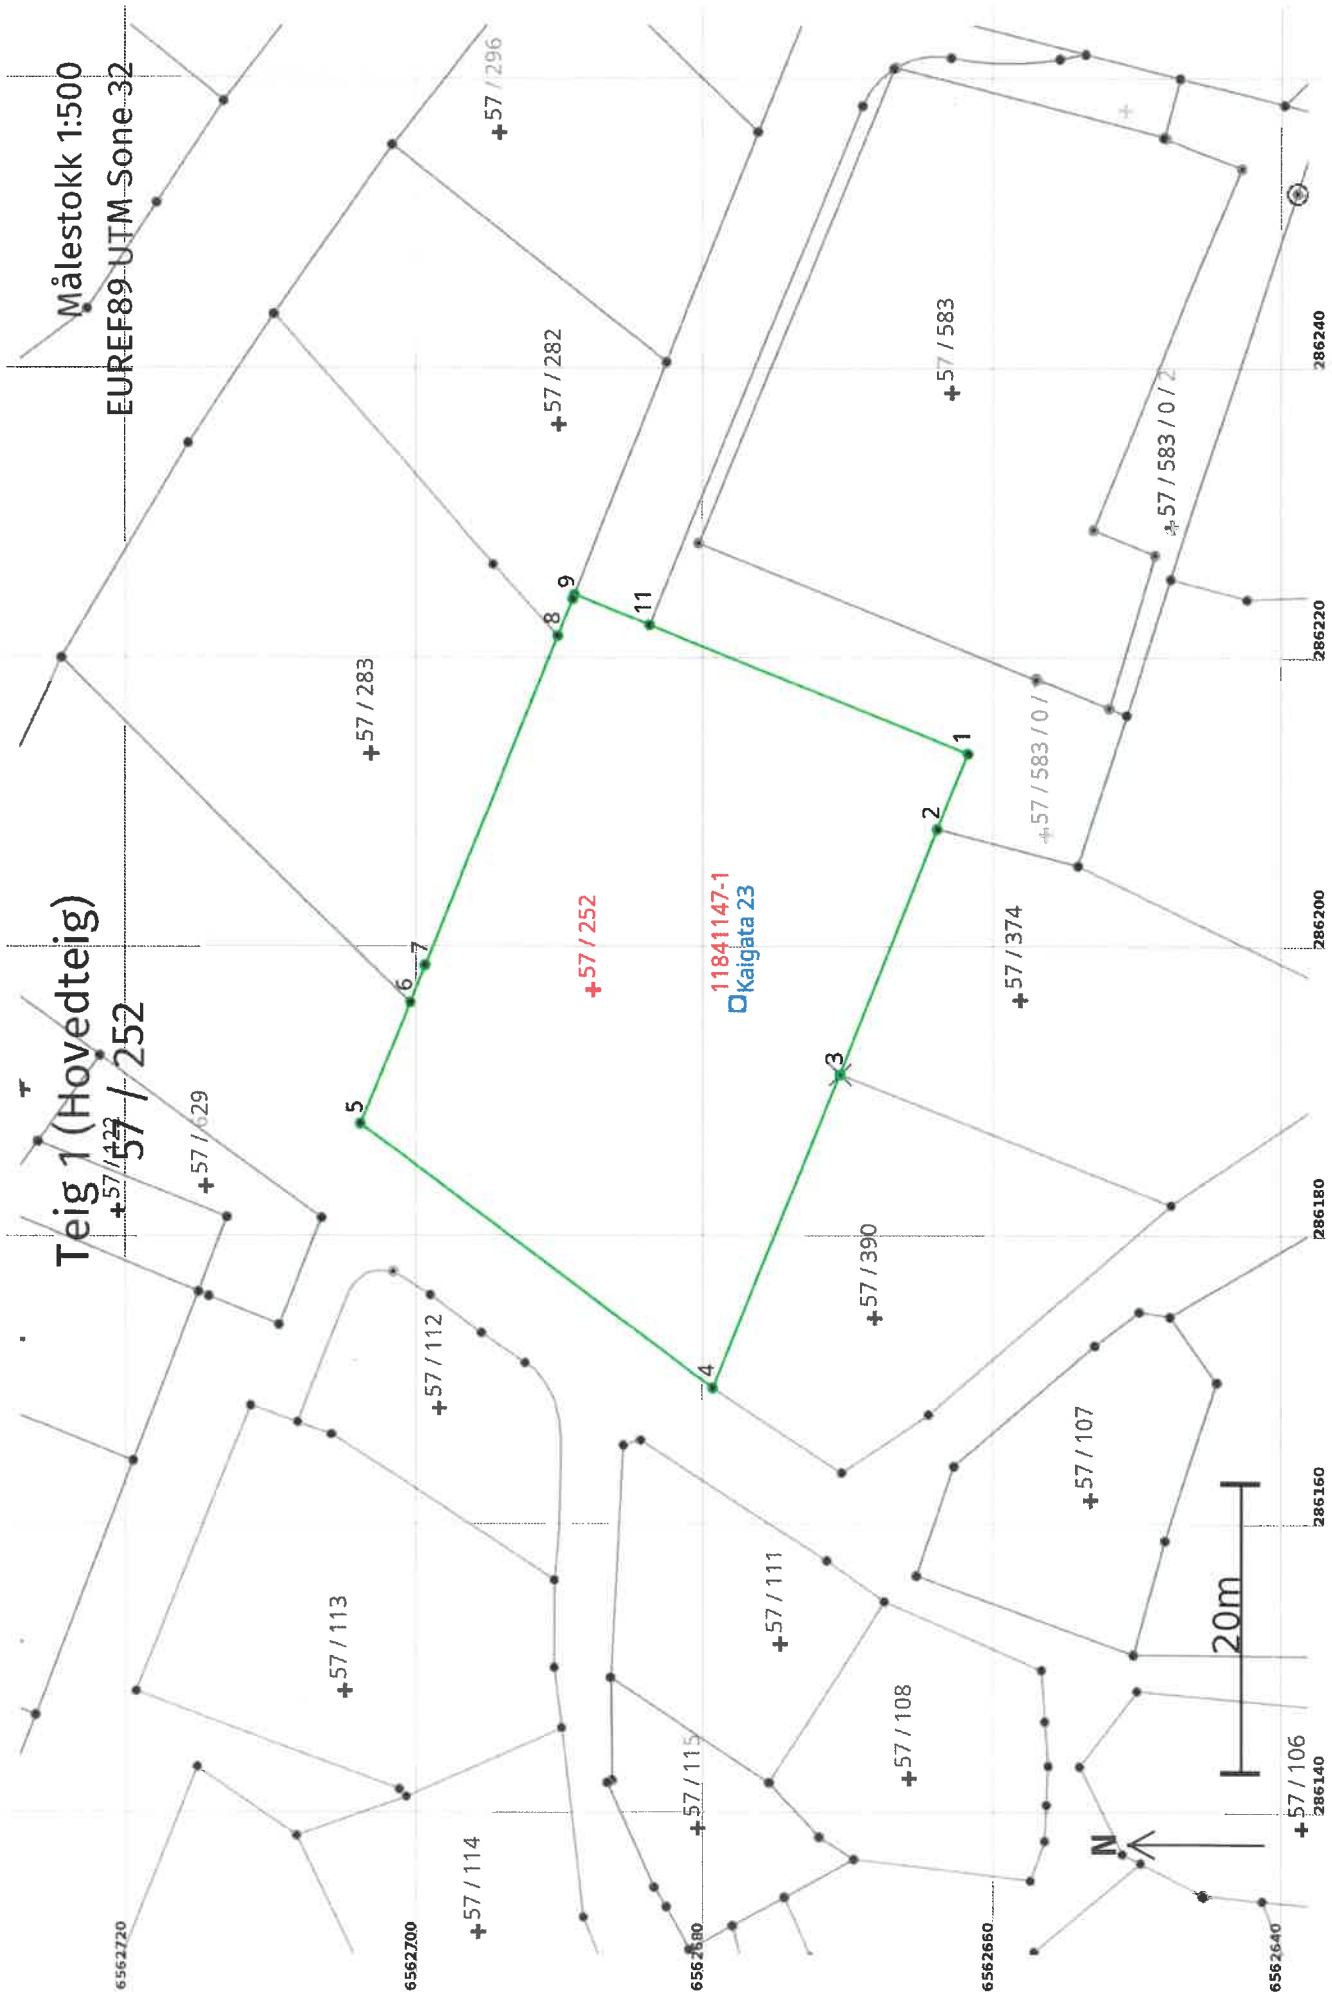 Teig 1 (Hovedteig)
57 / 252
Målestokk 1:500
EUREF89 UTM Sone 32
57 / 122
57 / 629
57 / 296
57 / 282
57 / 283
57 / 112
57 / 113
57 / 114
57 / 252
11841147-1
Kaigata 23
57 / 583
57 / 583 / 0 / 2
57 / 583 / 0 /
57 / 374
57 / 390
57 / 111
57 / 115
57 / 108
57 / 107
57 / 106
1
2
3
4
5
6
7
8
9
11
N
20m
6562720
6562700
6562680
6562660
6562640
286140
286160
286180
286200
286220
286240